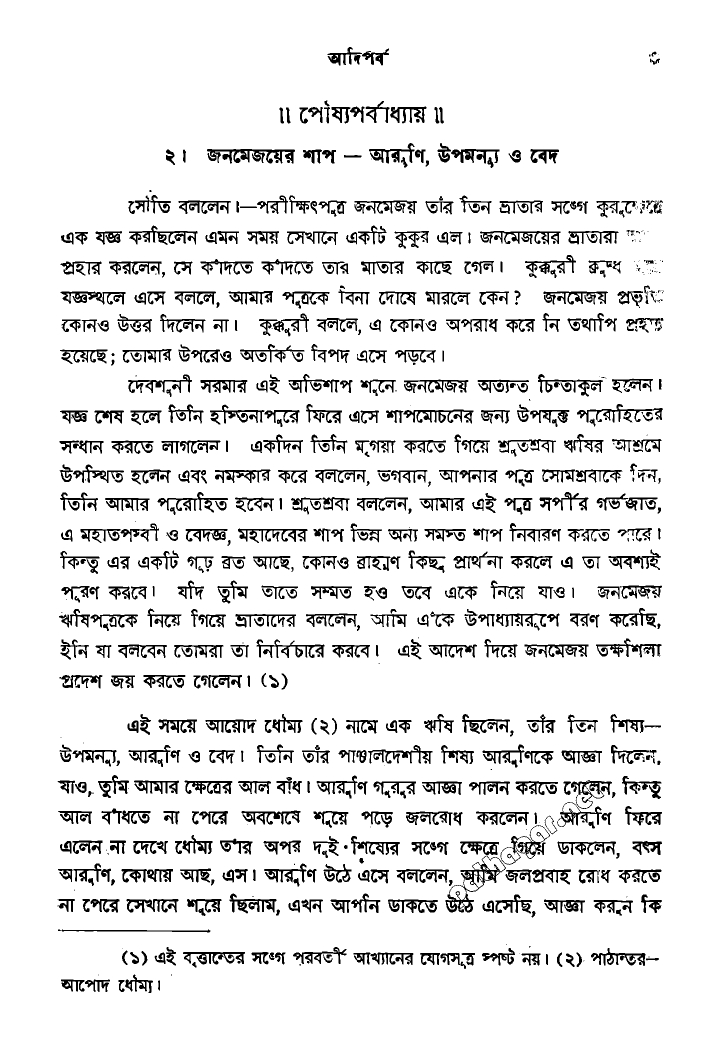 আদিপর্ব ৩
॥ পৌষ্যপর্বাধ্যায় ॥
২। জনমেজয়ের শাপ — আরুণি, উপমন্যু ও বেদ
সৌতি বললেন।—পরীক্ষিৎপুত্র জনমেজয় তাঁর তিন ভ্রাতার সঙ্গে কুরুক্ষেত্রে
এক যজ্ঞ করছিলেন এমন সময় সেখানে একটি কুকুর এল। জনমেজয়ের ভ্রাতারা
প্রহার করলেন, সে কাঁদতে কাঁদতে তার মাতার কাছে গেল। কুক্কুরী ক্রুদ্ধ
যজ্ঞস্থলে এসে বললে, আমার পুত্রকে বিনা দোষে মারলে কেন? জনমেজয় প্রভৃতি
কোনও উত্তর দিলেন না। কুক্কুরী বললে, এ কোনও অপরাধ করে নি তথাপি প্রহৃত
হয়েছে; তোমার উপরেও অতর্কিত বিপদ এসে পড়বে।
দেবশুনী সরমার এই অভিশাপ শুনে জনমেজয় অত্যন্ত চিন্তাকুল হলেন।
যজ্ঞ শেষ হলে তিনি হস্তিনাপুরে ফিরে এসে শাপমোচনের জন্য উপযুক্ত পুরোহিতের
সন্ধান করতে লাগলেন। একদিন তিনি মৃগয়া করতে গিয়ে শ্রুতশ্রবা ঋষির আশ্রমে
উপস্থিত হলেন এবং নমস্কার করে বললেন, ভগবান, আপনার পুত্র সোমশ্রবাকে দিন,
তিনি আমার পুরোহিত হবেন। শ্রুতশ্রবা বললেন, আমার এই পুত্র সর্পীর গর্ভজাত,
এ মহাতপস্বী ও বেদজ্ঞ, মহাদেবের শাপ ভিন্ন অন্য সমস্ত শাপ নিবারণ করতে পারে।
কিন্তু এর একটি গূঢ় ব্রত আছে, কোনও ব্রাহ্মণ কিছু প্রার্থনা করলে এ তা অবশ্যই
পূরণ করবে। যদি তুমি তাতে সম্মত হও তবে একে নিয়ে যাও। জনমেজয়
ঋষিপুত্রকে নিয়ে গিয়ে ভ্রাতাদের বললেন, আমি এঁকে উপাধ্যায়রূপে বরণ করেছি,
ইনি যা বলবেন তোমরা তা নির্বিচারে করবে। এই আদেশ দিয়ে জনমেজয় তক্ষশিলা
প্রদেশ জয় করতে গেলেন। (১)
এই সময়ে আয়োদ ধৌম্য (২) নামে এক ঋষি ছিলেন, তাঁর তিন শিষ্য—
উপমন্যু, আরুণি ও বেদ। তিনি তাঁর পাঞ্চালদেশীয় শিষ্য আরুণিকে আজ্ঞা দিলেন,
যাও, তুমি আমার ক্ষেত্রের আল বাঁধ। আরুণি গুরুর আজ্ঞা পালন করতে গেলেন, কিন্তু
আল বাঁধতে না পেরে অবশেষে শুয়ে পড়ে জলরোধ করলেন। আরুণি ফিরে
এলেন না দেখে ধৌম্য তাঁর অপর দুই শিষ্যের সঙ্গে ক্ষেত্রে গিয়ে ডাকলেন, বৎস
আরুণি, কোথায় আছ, এস। আরুণি উঠে এসে বললেন, আমি জলপ্রবাহ রোধ করতে
না পেরে সেখানে শুয়ে ছিলাম, এখন আপনি ডাকতে উঠে এসেছি, আজ্ঞা করুন কি
(১) এই বৃত্তান্তের সঙ্গে পরবর্তী আখ্যানের যোগসূত্র স্পষ্ট নয়। (২) পাঠান্তর—
আপোদ ধৌম্য।